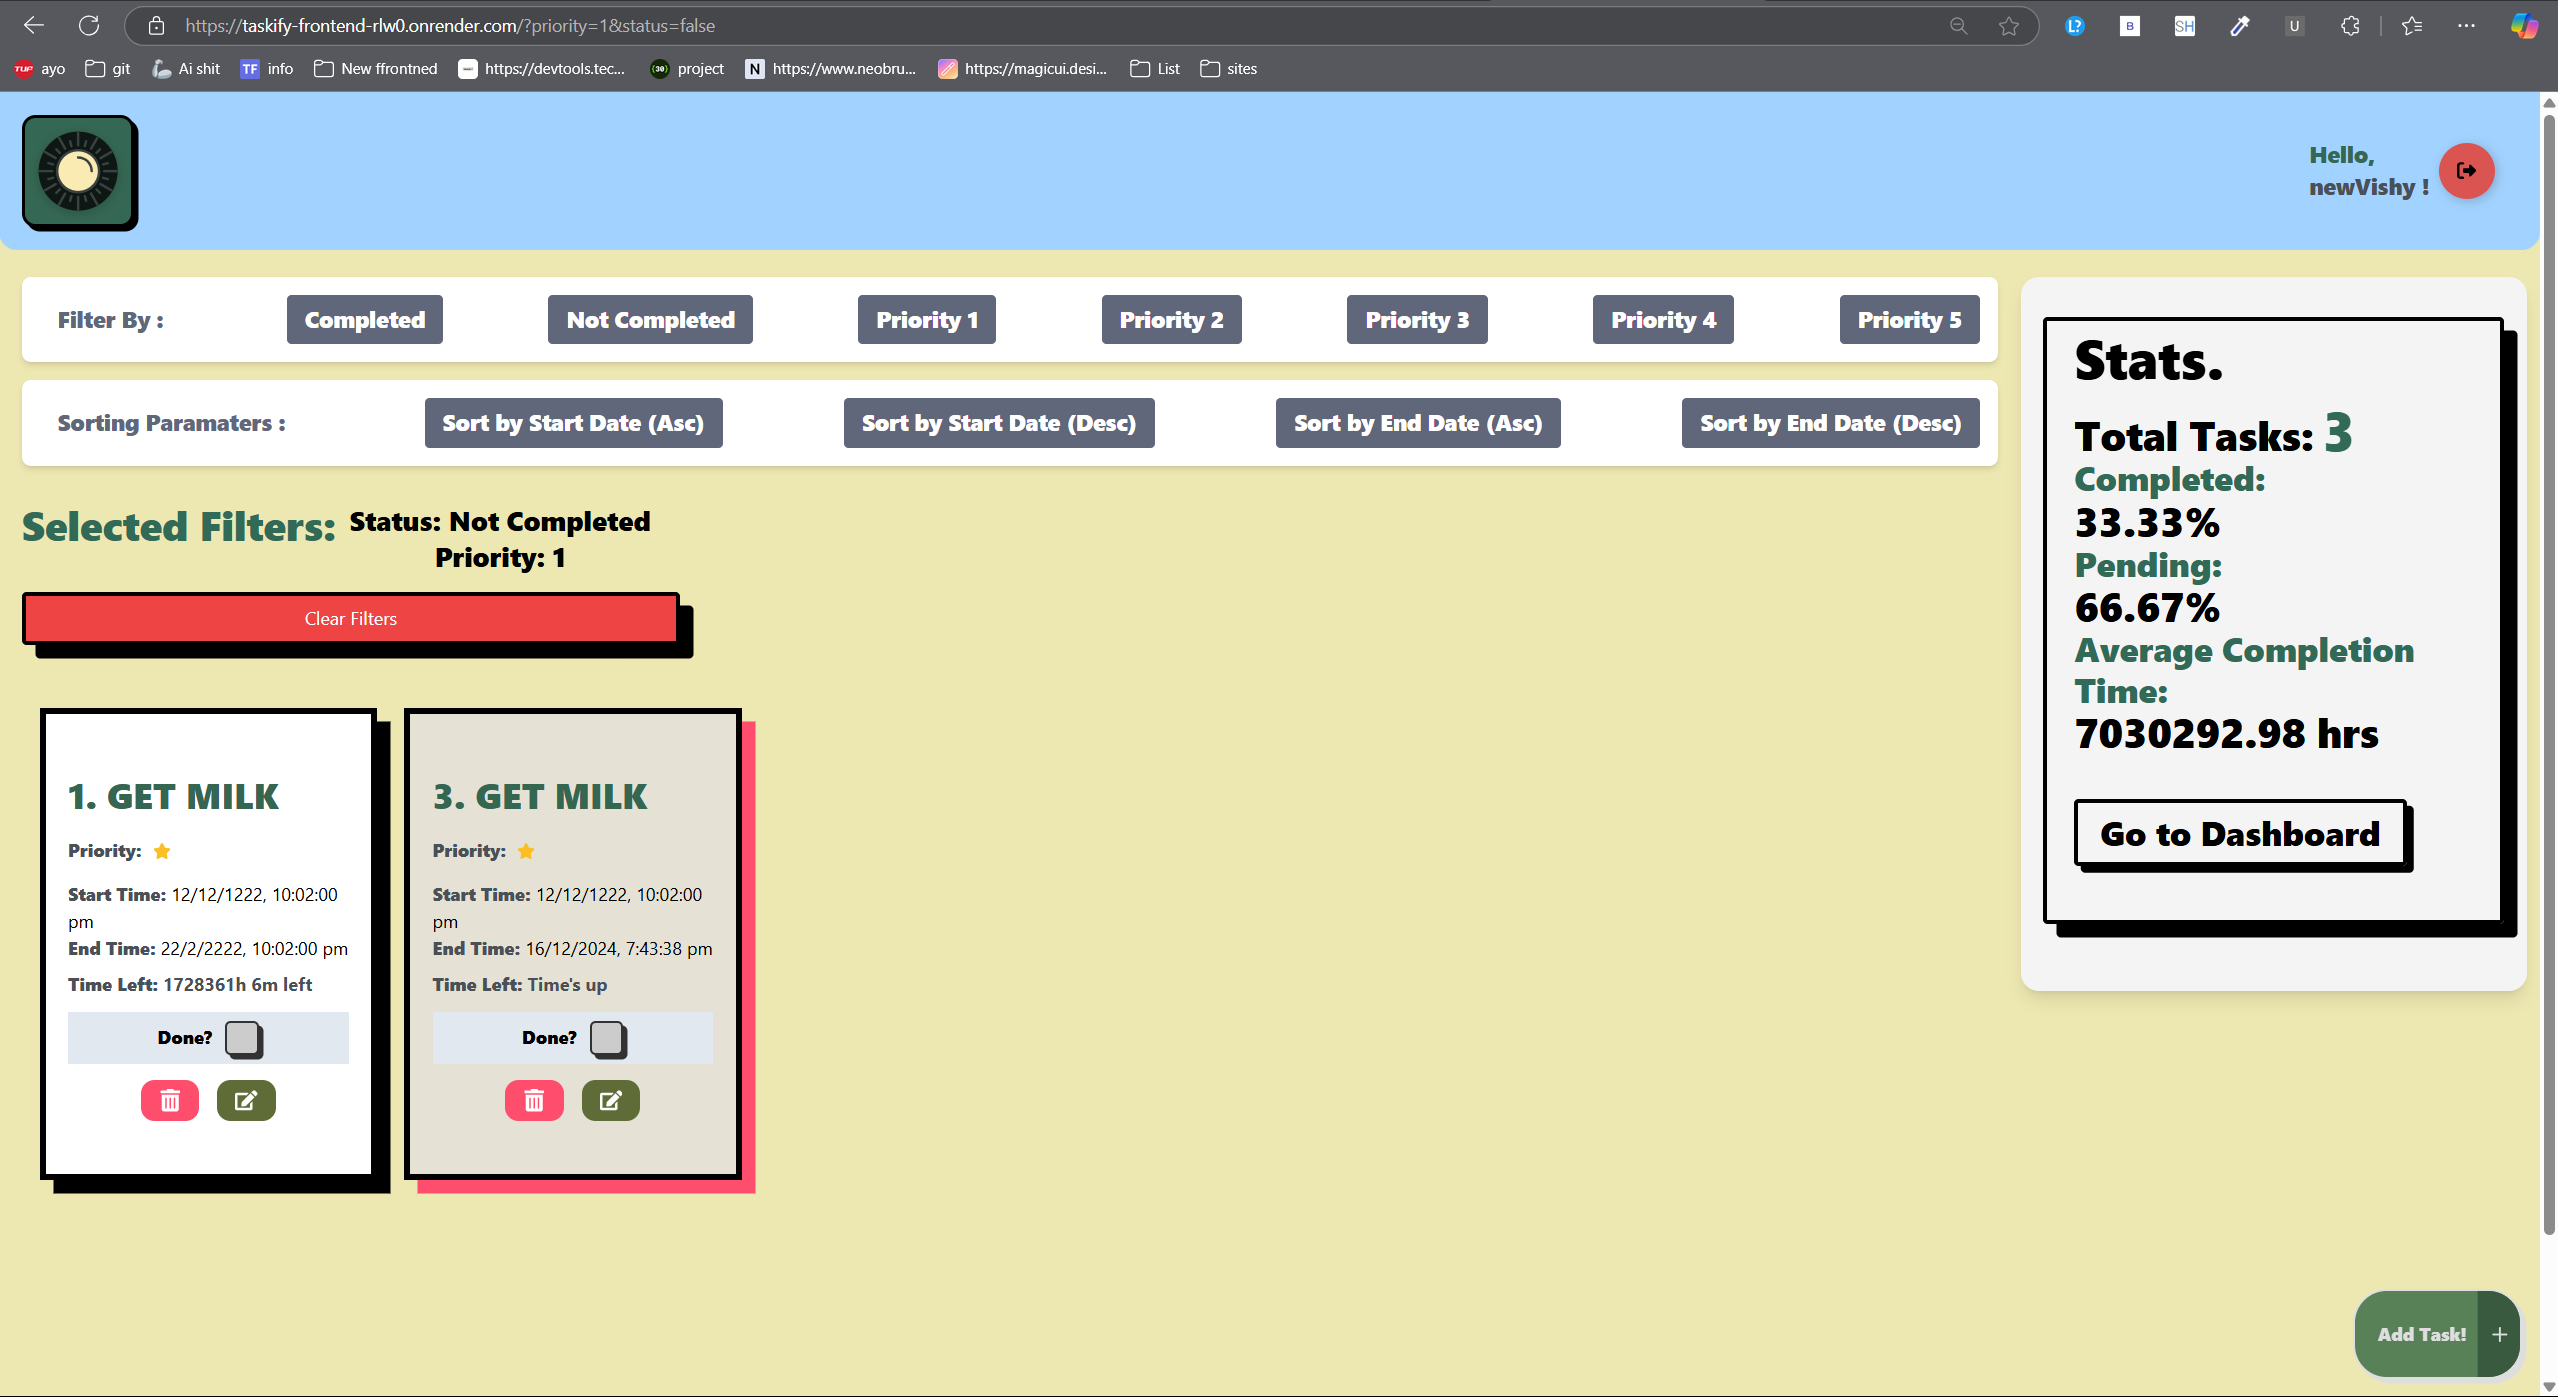 https://taskify-frontend-rlw0.onrender.com/?priority=1&status=false
ayo git Ai shit TF info New ffrontned https://devtools.tec... project N https://www.neobru... https://magicui.desi... List sites
Hello,
newVishy !
Filter By : Completed Not Completed Priority 1 Priority 2 Priority 3 Priority 4 Priority 5
Sorting Paramaters : Sort by Start Date (Asc) Sort by Start Date (Desc) Sort by End Date (Asc) Sort by End Date (Desc)
Selected Filters: Status: Not Completed
Priority: 1
Clear Filters
1. GET MILK
Priority:
Start Time: 12/12/1222, 10:02:00
pm
End Time: 22/2/2222, 10:02:00 pm
Time Left: 1728361h 6m left
Done?
3. GET MILK
Priority:
Start Time: 12/12/1222, 10:02:00
pm
End Time: 16/12/2024, 7:43:38 pm
Time Left: Time's up
Done?
Stats.
Total Tasks: 3
Completed:
33.33%
Pending:
66.67%
Average Completion
Time:
7030292.98 hrs
Go to Dashboard
Add Task! +